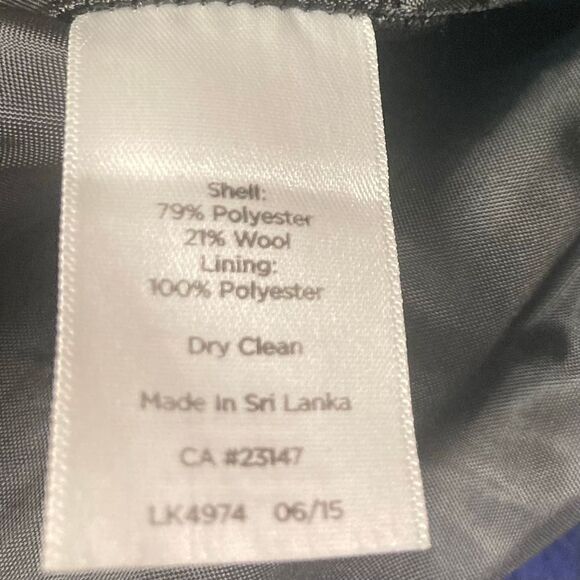 Shell:
79% Polyester
21% Wool
Lining:
100% Polyester
Dry Clean
Made in Sri Lanka
CA #23147
LK4974 06/15